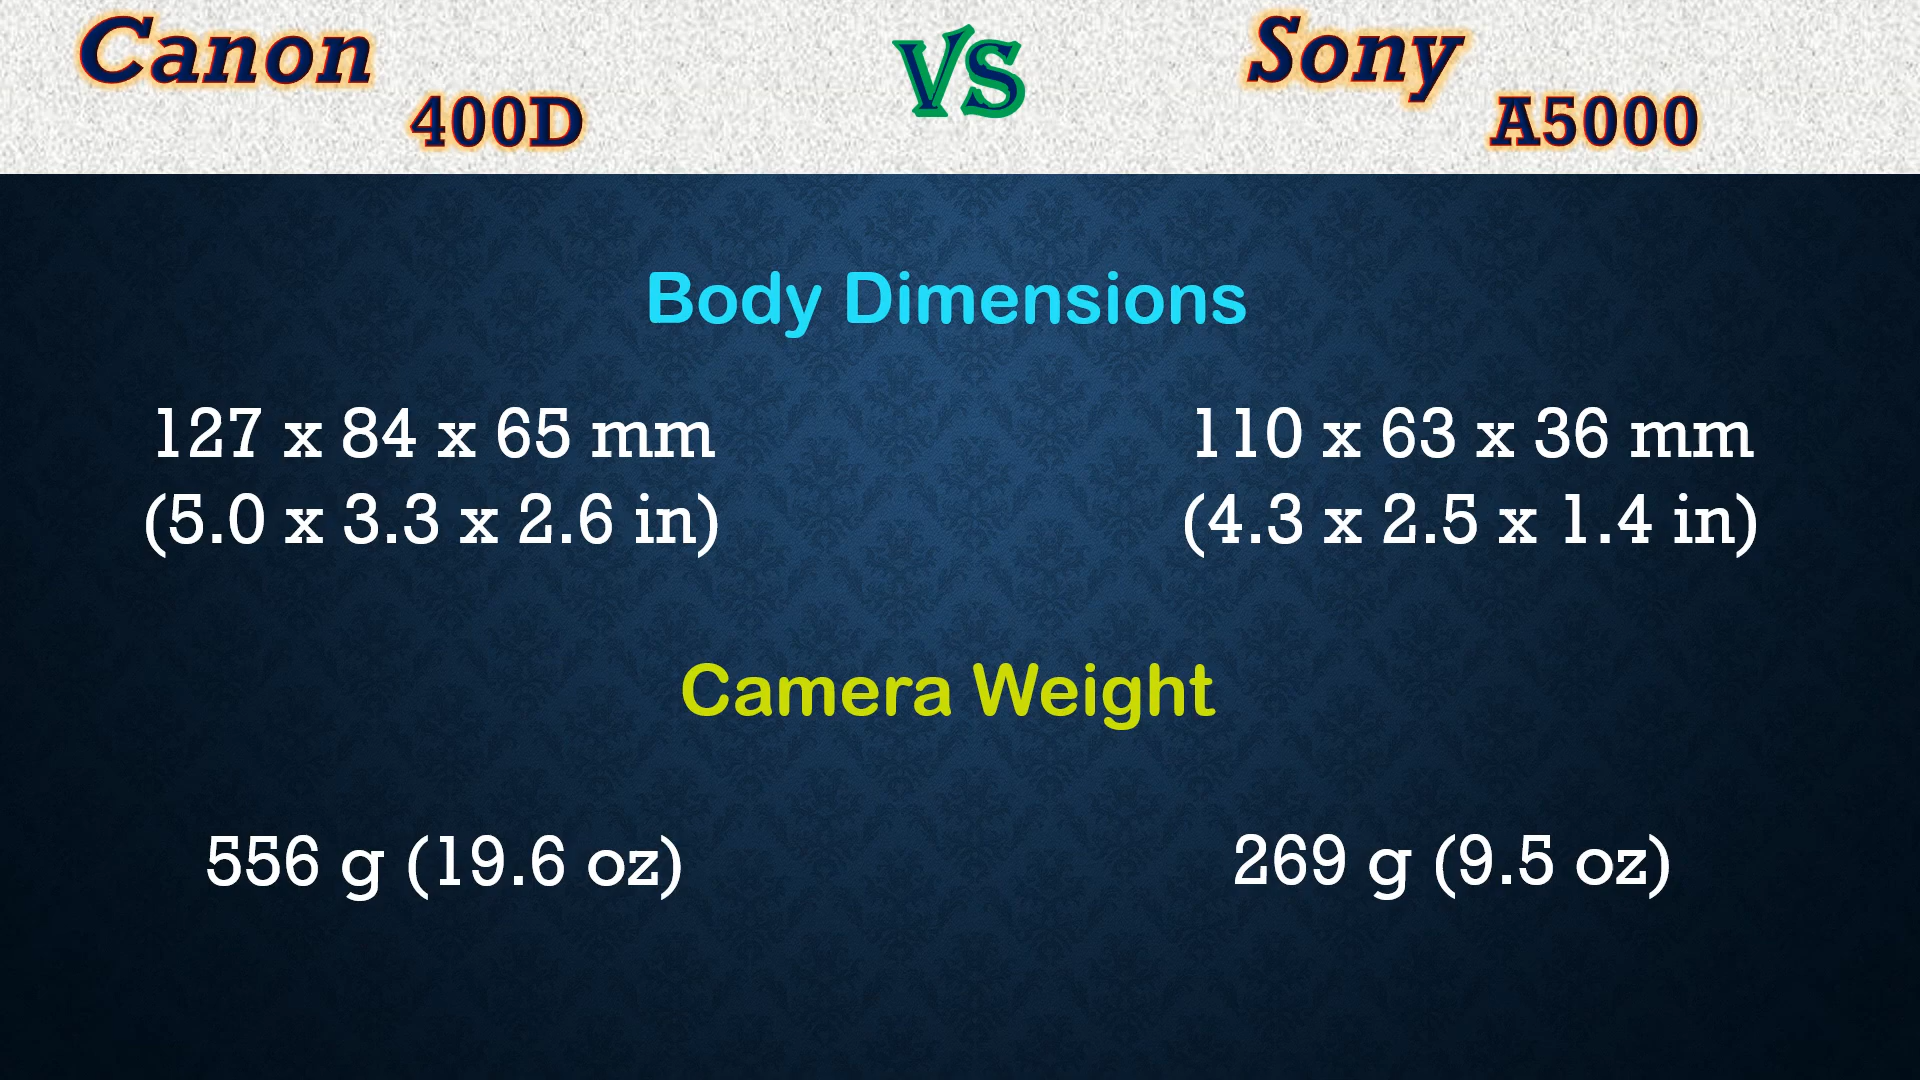 Canon
400D
VS
Sony
A5000
Body Dimensions
127 x 84 x 65 mm
(5.0 x 3.3 x 2.6 in)
110 x 63 x 36 mm
(4.3 x 2.5 x 1.4 in)
Camera Weight
556 g (19.6 oz)
269 g (9.5 oz)